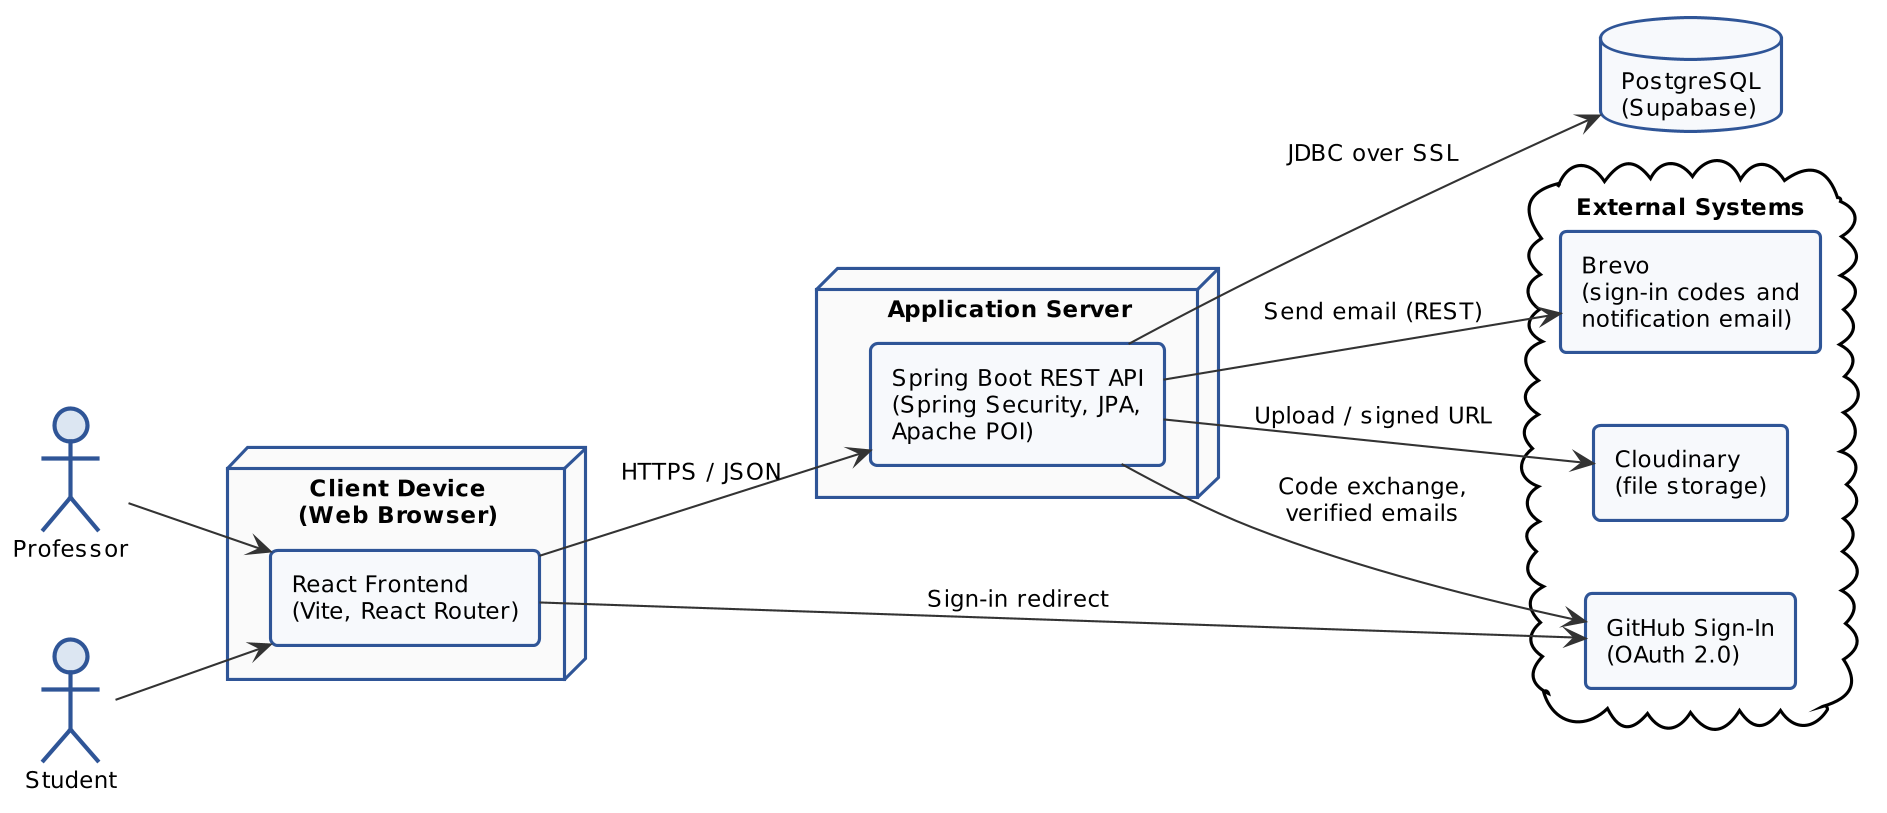 PostgreSQL
(Supabase)
JDBC over SSL
External Systems
Brevo
(sign-in codes and
notification email)
Application Server
Send email (REST)
Spring Boot REST API
(Spring Security, JPA,
Apache POI)
Upload / signed URL
Cloudinary
(file storage)
HTTPS / JSON
Code exchange,
verified emails
Client Device
(Web Browser)
Professor
React Frontend
(Vite, React Router)
Sign-in redirect
GitHub Sign-In
(OAuth 2.0)
Student